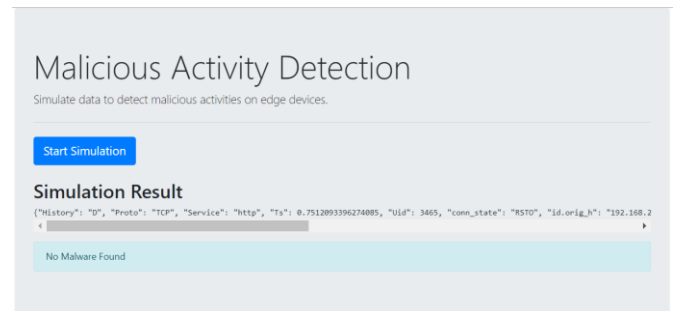 Malicious Activity Detection
Simulate data to detect malicious activities on edge devices.
Start Simulation
Simulation Result
{"History": "D", "Proto": "TCP", "Service": "http", "Ts": 0.7512093396274085, "Uid": 3465, "conn_state": "RSTO", "id.orig_h": "192.168.2
No Malware Found